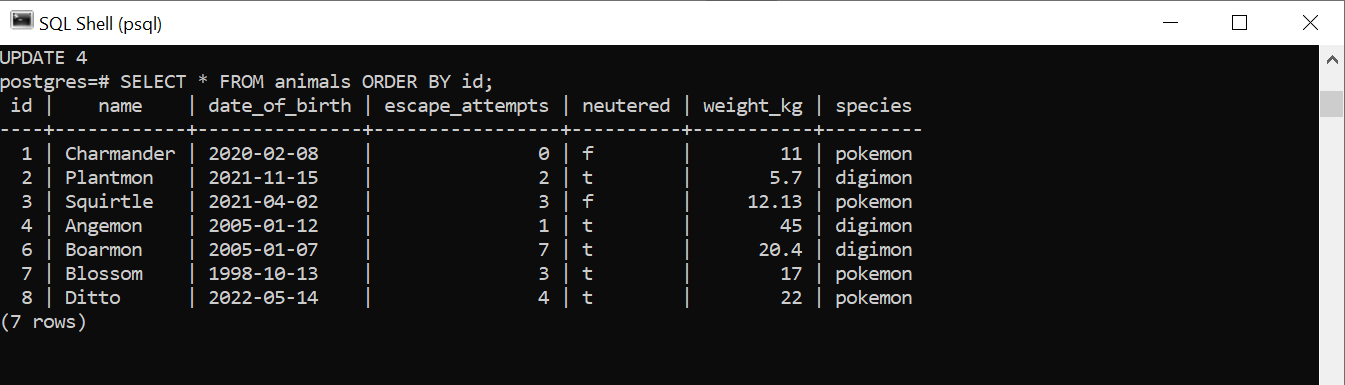 SQL Shell (psql)
UPDATE 4
postgres=# SELECT * FROM animals ORDER BY id;
 id |    name    | date_of_birth | escape_attempts | neutered | weight_kg | species
----+------------+---------------+-----------------+----------+-----------+---------
  1 | Charmander | 2020-02-08    |               0 | f        |        11 | pokemon
  2 | Plantmon   | 2021-11-15    |               2 | t        |       5.7 | digimon
  3 | Squirtle   | 2021-04-02    |               3 | f        |     12.13 | pokemon
  4 | Angemon    | 2005-01-12    |               1 | t        |        45 | digimon
  6 | Boarmon    | 2005-01-07    |               7 | t        |      20.4 | digimon
  7 | Blossom    | 1998-10-13    |               3 | t        |        17 | pokemon
  8 | Ditto      | 2022-05-14    |               4 | t        |        22 | pokemon
(7 rows)